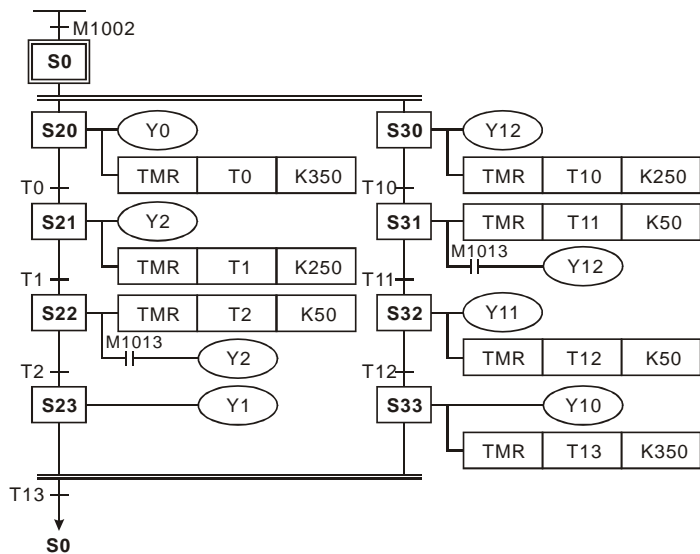 M1002
S0
S20 Y0 S30 Y12
TMR T0 K350 TMR T10 K250
T0 T10
S21 Y2 S31 TMR T11 K50
M1013 Y12
TMR T1 K250
T1 T11
S22 TMR T2 K50 S32 Y11
M1013 Y2 TMR T12 K50
T2 T12
S23 Y1 S33 Y10
TMR T13 K350
T13
S0